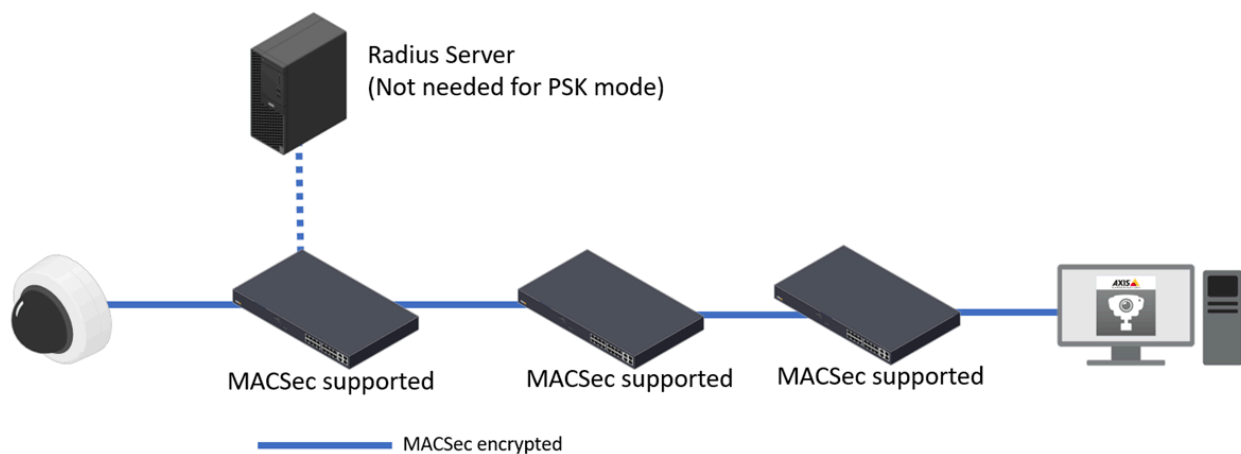 Radius Server
(Not needed for PSK mode)
AXIS
MACSec supported
MACSec supported
MACSec supported
MACSec encrypted